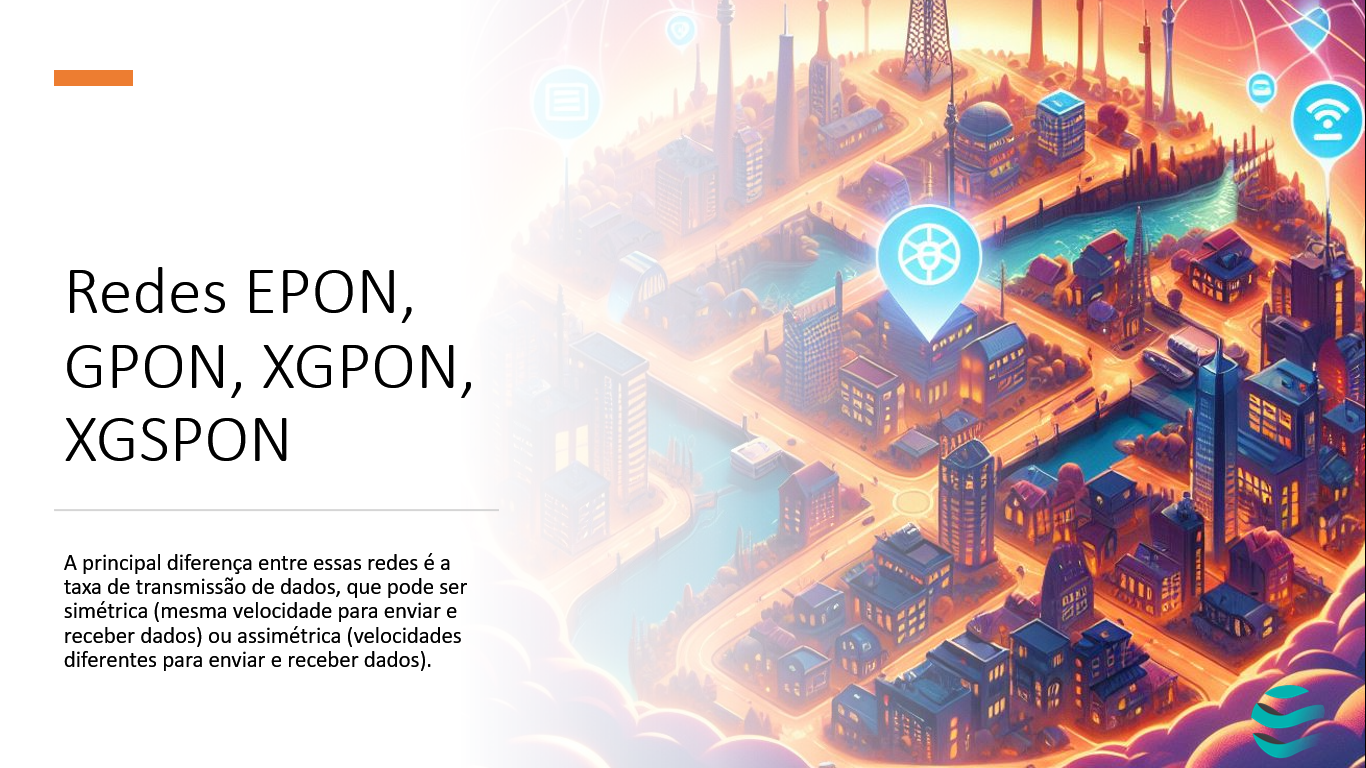 Redes EPON,
GPON, XGPON,
XGSPON
A principal diferença entre essas redes é a
taxa de transmissão de dados, que pode ser
simétrica (mesma velocidade para enviar e
receber dados) ou assimétrica (velocidades
diferentes para enviar e receber dados).